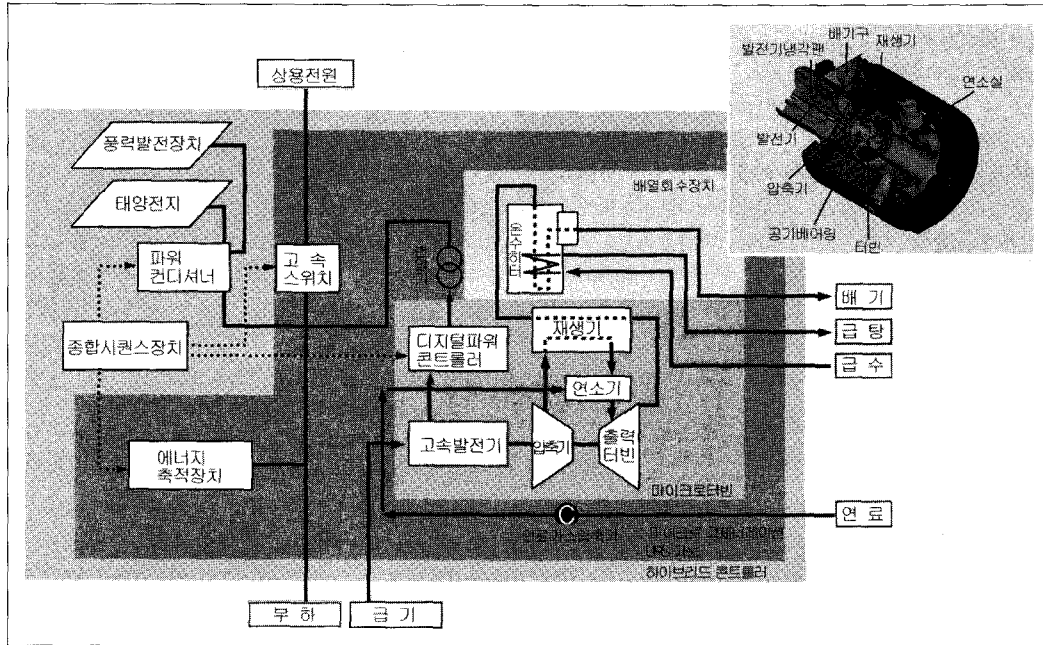 상용전원
풍력발전장치
태양전지
파워
컨디셔너
고 속
스위치
종합시퀀스장치
에너지
축적장치
디지탈파워
콘트롤러
고속발전기
배열회수장치
온수히터
재생기
연소기
압축기
출력
터빈
마이크로터빈
하이브리드 콘트롤러
부 하
급 기
배 기
급 탕
급 수
연 료
발전기냉각팬
배기구
재생기
연소실
발전기
압축기
공기베어링
터빈